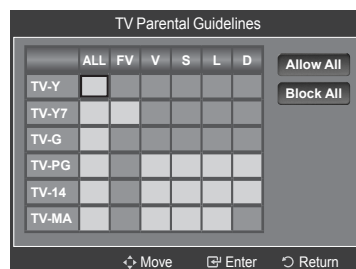 TV Parental Guidelines
ALL FV V S L D
Allow All
Block All
TV-Y
TV-Y7
TV-G
TV-PG
TV-14
TV-MA
Move Enter Return